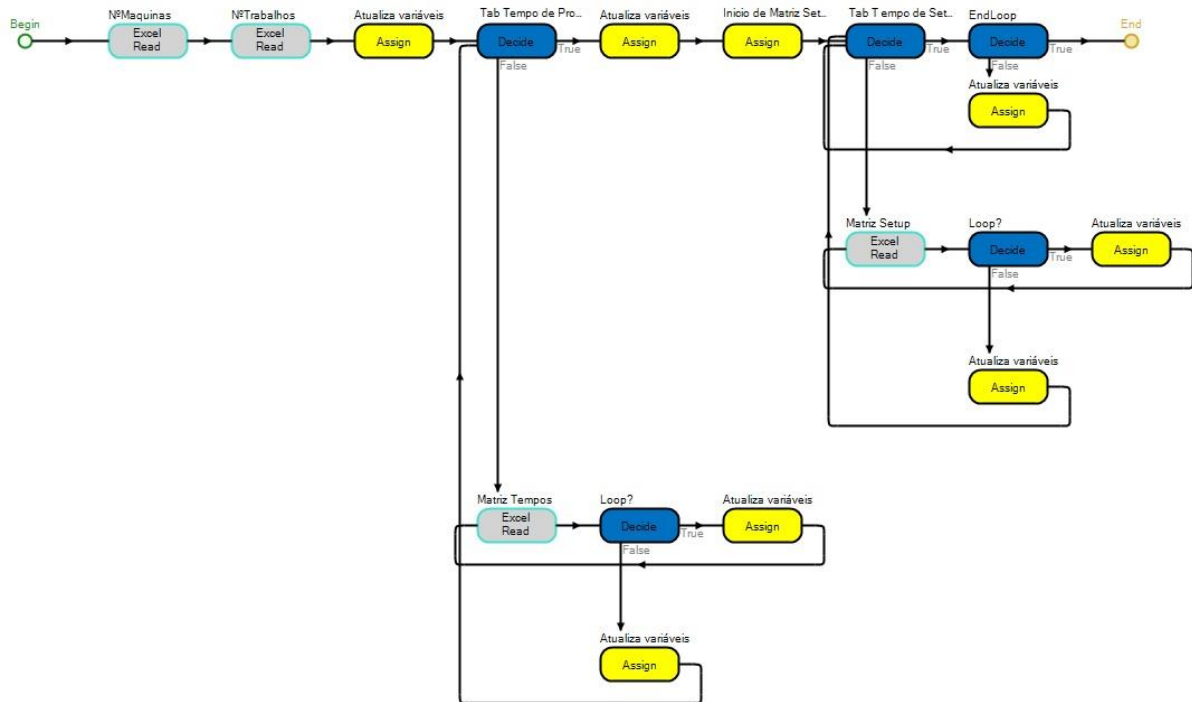 Begin
NºMaquinas
NºTrabalhos
Atualiza variáveis
Tab Tempo de Pro...
Atualiza variáveis
Inicio de Matriz Set...
Tab Tempo de Set...
EndLoop
End
Excel
Read
Excel
Read
Assign
Decide
True
False
Assign
Assign
Decide
True
False
Decide
True
False
Atualiza variáveis
Assign
Matriz Setup
Loop?
Atualiza variáveis
Excel
Read
Decide
True
False
Assign
Atualiza variáveis
Assign
Matriz Tempos
Loop?
Atualiza variáveis
Excel
Read
Decide
True
False
Assign
Atualiza variáveis
Assign